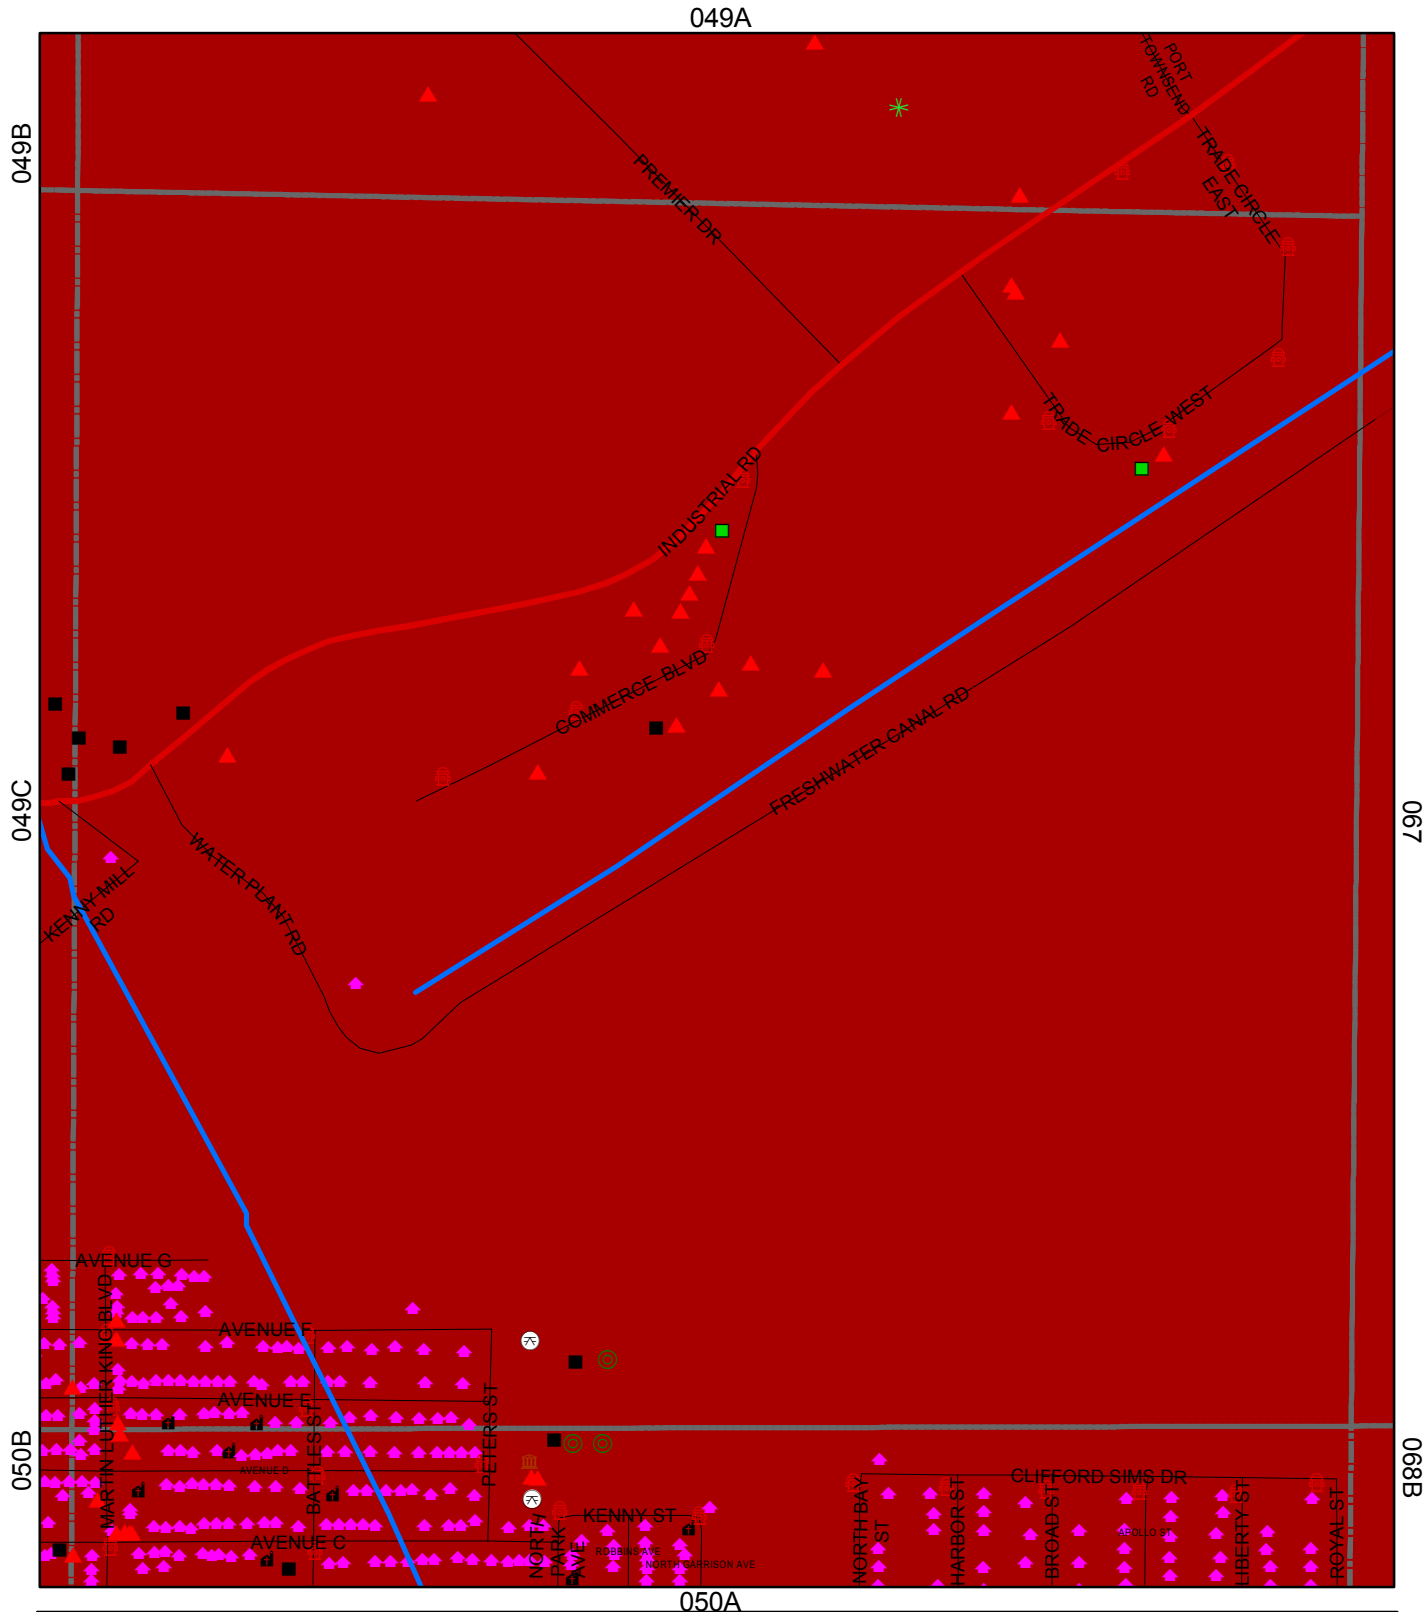 049A
049B
PORT
TOWNSEND
RD
TRADE CIRCLE
EAST
PREMIER DR
TRADE CIRCLE WEST
INDUSTRIAL RD
COMMERCE BLVD
FRESHWATER CANAL RD
049C
067
WATER PLANT RD
KENNY MILL
RD
AVENUE G
MARTIN LUTHER KING BLVD
AVENUE F
AVENUE E
BATTLES ST
PETERS ST
AVENUE D
AVENUE C
050B
068B
NORTH
PARK
AVE
KENNY ST
ROBBINS AVE
NORTH GARRISON AVE
CLIFFORD SIMS DR
NORTH BAY
ST
HARBOR ST
BROAD ST
APOLLO ST
LIBERTY ST
ROYAL ST
050A